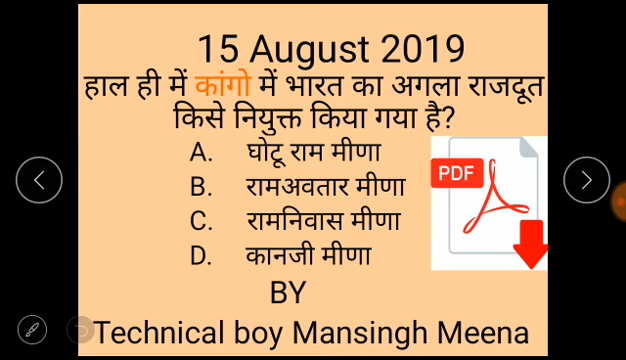 15 August 2019
हाल ही में कांगो में भारत का अगला राजदूत
किसे नियुक्त किया गया है?
A. घोटू राम मीणा
B. रामअवतार मीणा
C. रामनिवास मीणा
D. कानजी मीणा
PDF
BY
Technical boy Mansingh Meena